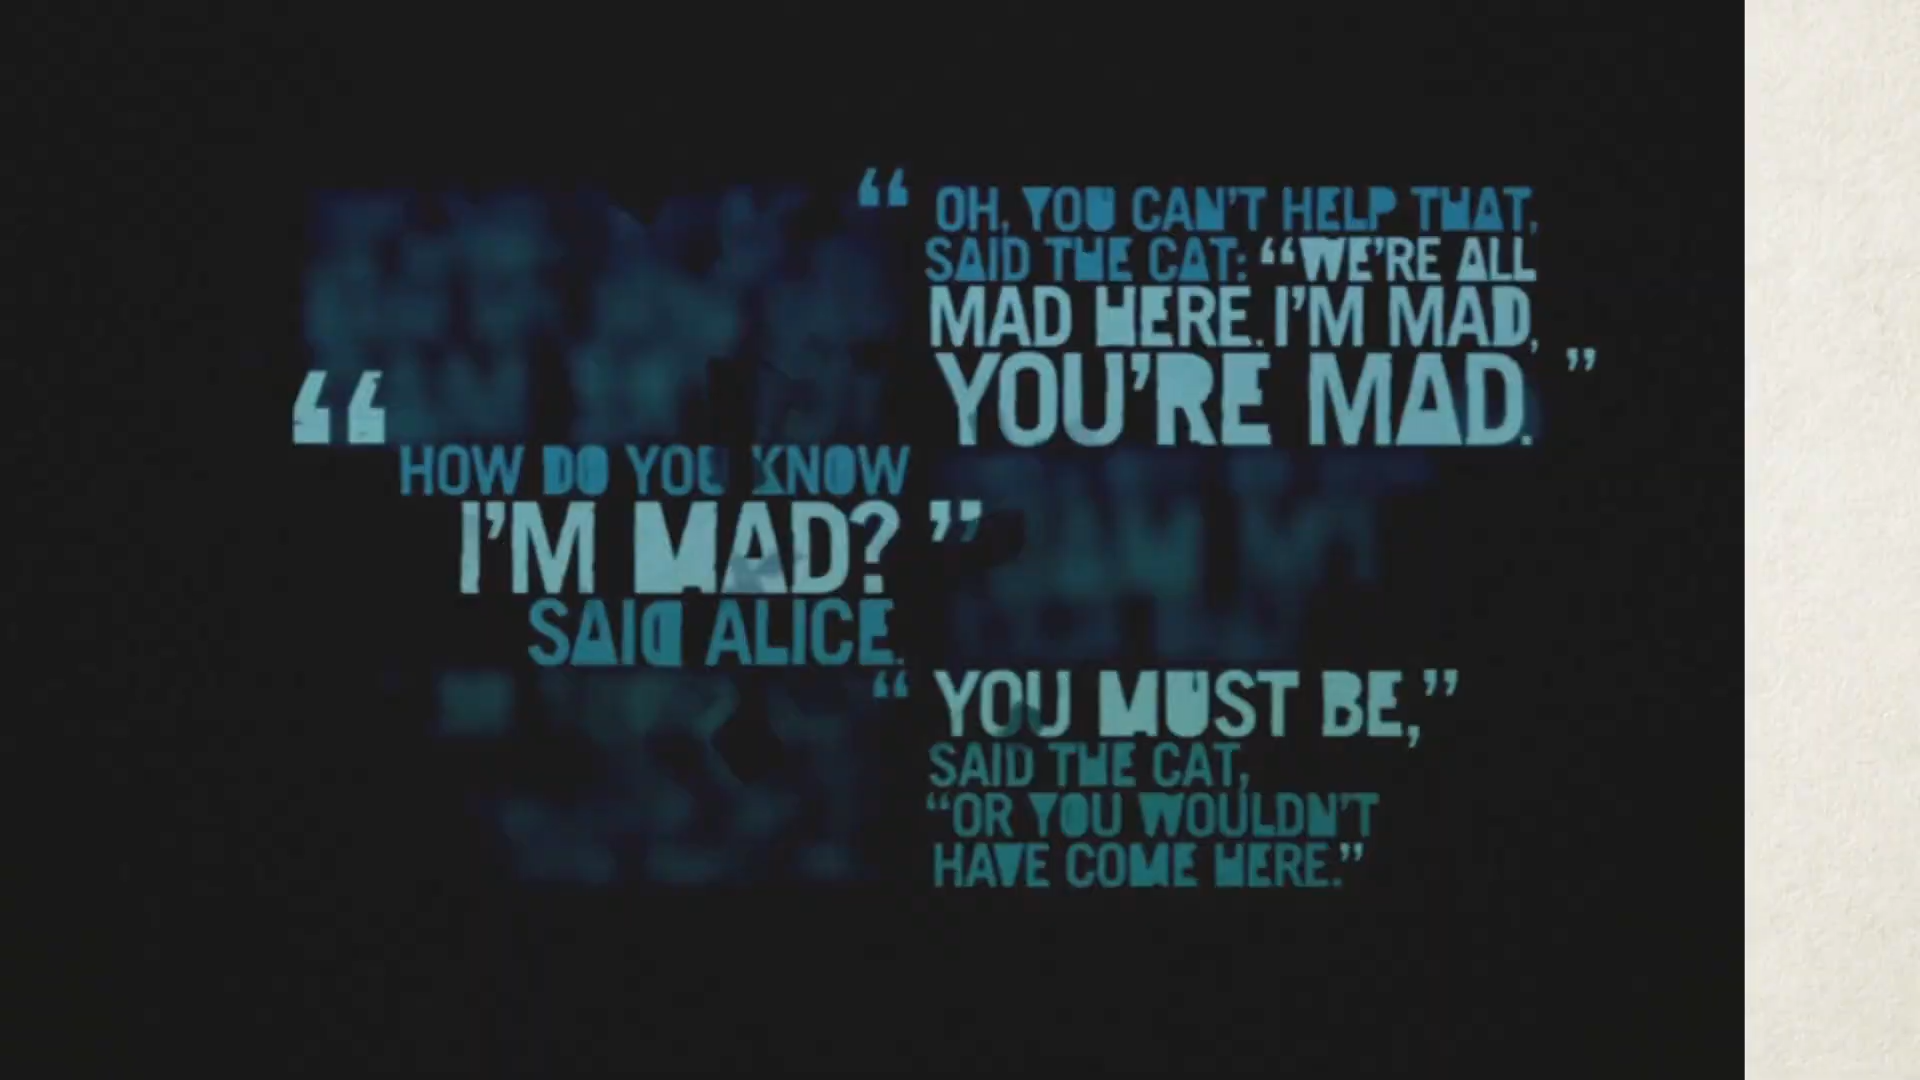 “ OH, YOU CAN'T HELP THAT,
SAID THE CAT: “WE'RE ALL
MAD HERE. I'M MAD,
YOU'RE MAD. ”
“ HOW DO YOU KNOW
I'M MAD? ”
SAID ALICE.
“ YOU MUST BE,”
SAID THE CAT,
“OR YOU WOULDN'T
HAVE COME HERE.”